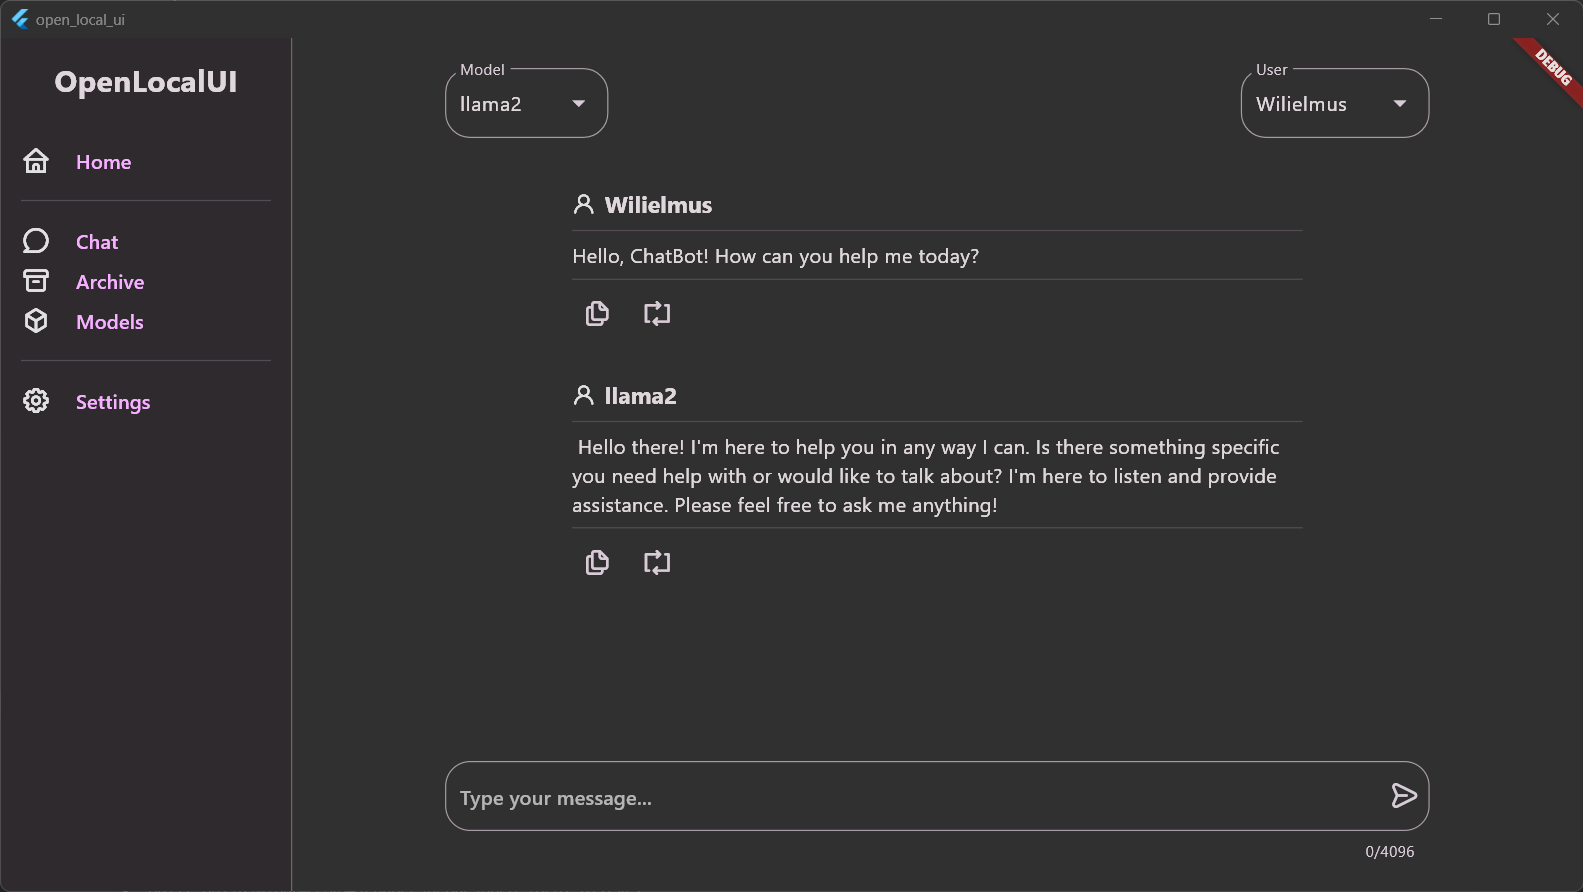 open_local_ui
OpenLocalUI
Home
Chat
Archive
Models
Settings
Model
llama2
User
Wilielmus
DEBUG
Wilielmus
Hello, ChatBot! How can you help me today?
llama2
Hello there! I'm here to help you in any way I can. Is there something specific
you need help with or would like to talk about? I'm here to listen and provide
assistance. Please feel free to ask me anything!
Type your message...
0/4096